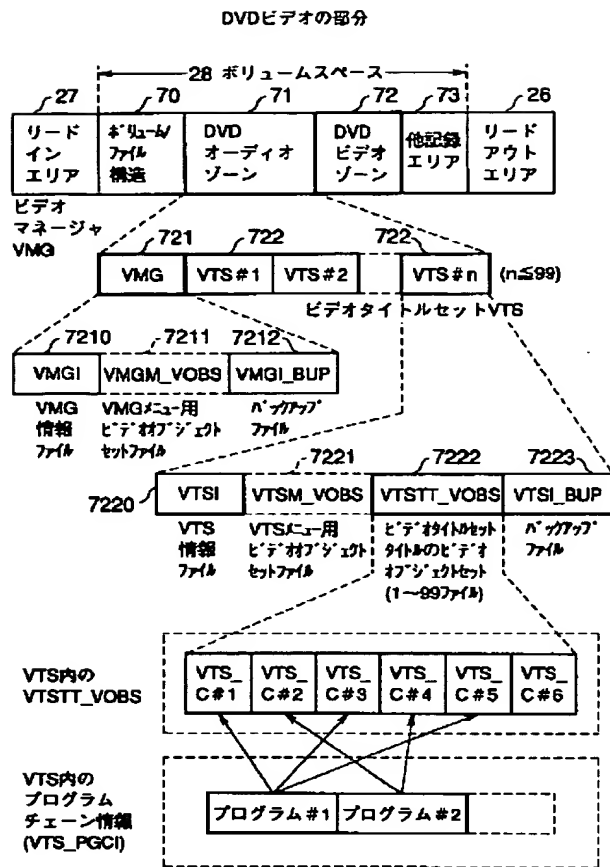 DVDビデオの部分
28 ボリュームスペース
27 70 71 72 73 26
リード
イン
エリア
ボリューム/
ファイル
構造
DVD
オーディオ
ゾーン
DVD
ビデオ
ゾーン
他記録
エリア
リード
アウト
エリア
ビデオ
マネージャ
VMG
721 722 722
VMG VTS#1 VTS#2 VTS#n (n≦99)
ビデオタイトルセットVTS
7210 7211 7212
VMGI VMGM_VOBS VMGI_BUP
VMG
情報
ファイル
VMGメニュー用
ビデオオブジェクト
セットファイル
バックアップ
ファイル
7220 7221 7222 7223
VTSI VTSM_VOBS VTSTT_VOBS VTSI_BUP
VTS
情報
ファイル
VTSメニュー用
ビデオオブジェクト
セットファイル
ビデオタイトルセット
タイトルのビデオ
オブジェクトセット
(1〜99ファイル)
バックアップ
ファイル
VTS内の
VTSTT_VOBS
VTS_
C#1
VTS_
C#2
VTS_
C#3
VTS_
C#4
VTS_
C#5
VTS_
C#6
VTS内の
プログラム
チェーン情報
(VTS_PGCI)
プログラム#1 プログラム#2